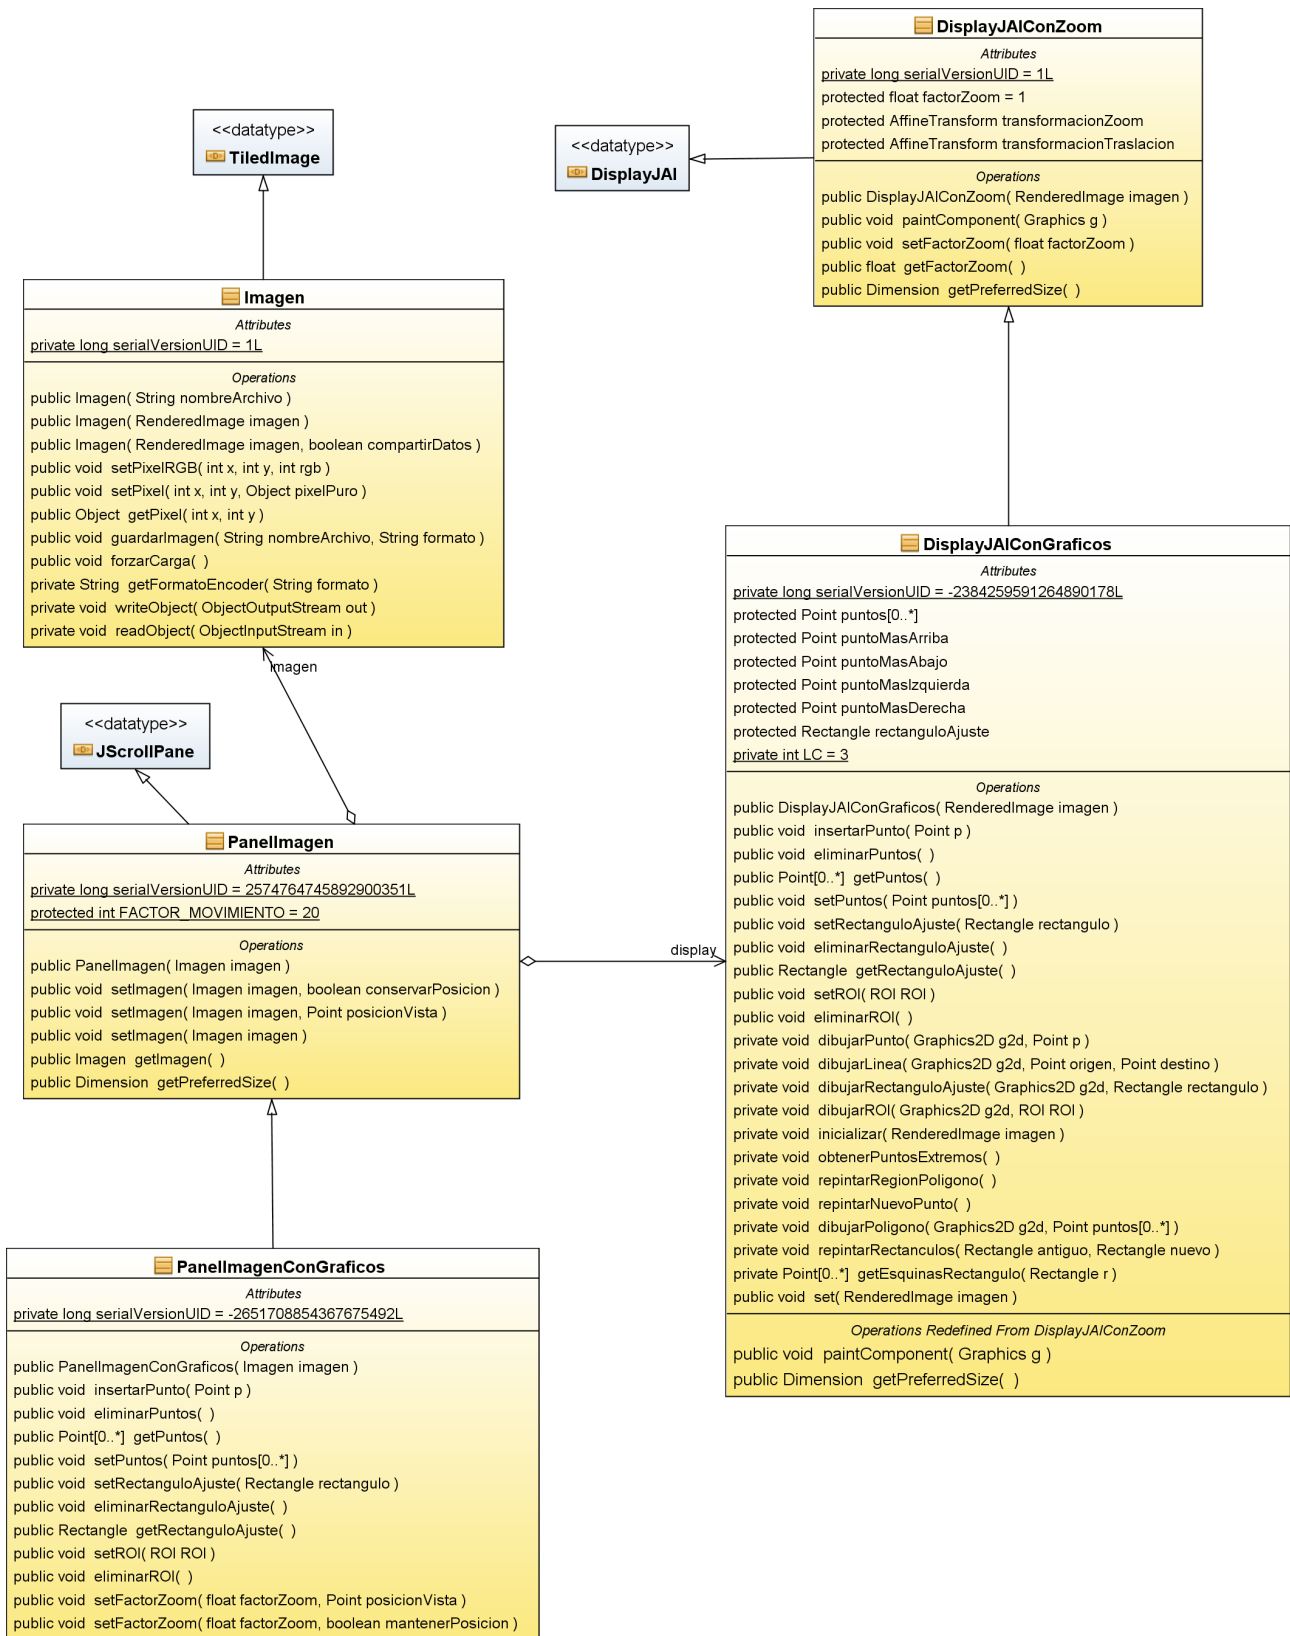 DisplayJAIConZoom
Attributes
private long serialVersionUID = 1L
protected float factorZoom = 1
protected AffineTransform transformacionZoom
protected AffineTransform transformacionTraslacion
Operations
public DisplayJAIConZoom( RenderedImage imagen )
public void paintComponent( Graphics g )
public void setFactorZoom( float factorZoom )
public float getFactorZoom( )
public Dimension getPreferredSize( )
<<datatype>>
TiledImage
<<datatype>>
DisplayJAI
Imagen
Attributes
private long serialVersionUID = 1L
Operations
public Imagen( String nombreArchivo )
public Imagen( RenderedImage imagen )
public Imagen( RenderedImage imagen, boolean compartirDatos )
public void setPixelRGB( int x, int y, int rgb )
public void setPixel( int x, int y, Object pixelPuro )
public Object getPixel( int x, int y )
public void guardarImagen( String nombreArchivo, String formato )
public void forzarCarga( )
private String getFormatoEncoder( String formato )
private void writeObject( ObjectOutputStream out )
private void readObject( ObjectInputStream in )
imagen
<<datatype>>
JScrollPane
PanelImagen
Attributes
private long serialVersionUID = 2574764745892900351L
protected int FACTOR_MOVIMIENTO = 20
Operations
public PanelImagen( Imagen imagen )
public void setImagen( Imagen imagen, boolean conservarPosicion )
public void setImagen( Imagen imagen, Point posicionVista )
public void setImagen( Imagen imagen )
public Imagen getImagen( )
public Dimension getPreferredSize( )
display
DisplayJAIConGraficos
Attributes
private long serialVersionUID = -2384259591264890178L
protected Point puntos[0..*]
protected Point puntoMasArriba
protected Point puntoMasAbajo
protected Point puntoMasIzquierda
protected Point puntoMasDerecha
protected Rectangle rectanguloAjuste
private int LC = 3
Operations
public DisplayJAIConGraficos( RenderedImage imagen )
public void insertarPunto( Point p )
public void eliminarPuntos( )
public Point[0..*] getPuntos( )
public void setPuntos( Point puntos[0..*] )
public void setRectanguloAjuste( Rectangle rectangulo )
public void eliminarRectanguloAjuste( )
public Rectangle getRectanguloAjuste( )
public void setROI( ROI ROI )
public void eliminarROI( )
private void dibujarPunto( Graphics2D g2d, Point p )
private void dibujarLinea( Graphics2D g2d, Point origen, Point destino )
private void dibujarRectanguloAjuste( Graphics2D g2d, Rectangle rectangulo )
private void dibujarROI( Graphics2D g2d, ROI ROI )
private void inicializar( RenderedImage imagen )
private void obtenerPuntosExtremos( )
private void repintarRegionPoligono( )
private void repintarNuevoPunto( )
private void dibujarPoligono( Graphics2D g2d, Point puntos[0..*] )
private void repintarRectanculos( Rectangle antiguo, Rectangle nuevo )
private Point[0..*] getEsquinasRectangulo( Rectangle r )
public void set( RenderedImage imagen )
Operations Redefined From DisplayJAIConZoom
public void paintComponent( Graphics g )
public Dimension getPreferredSize( )
PanelImagenConGraficos
Attributes
private long serialVersionUID = -2651708854367675492L
Operations
public PanelImagenConGraficos( Imagen imagen )
public void insertarPunto( Point p )
public void eliminarPuntos( )
public Point[0..*] getPuntos( )
public void setPuntos( Point puntos[0..*] )
public void setRectanguloAjuste( Rectangle rectangulo )
public void eliminarRectanguloAjuste( )
public Rectangle getRectanguloAjuste( )
public void setROI( ROI ROI )
public void eliminarROI( )
public void setFactorZoom( float factorZoom, Point posicionVista )
public void setFactorZoom( float factorZoom, boolean mantenerPosicion )